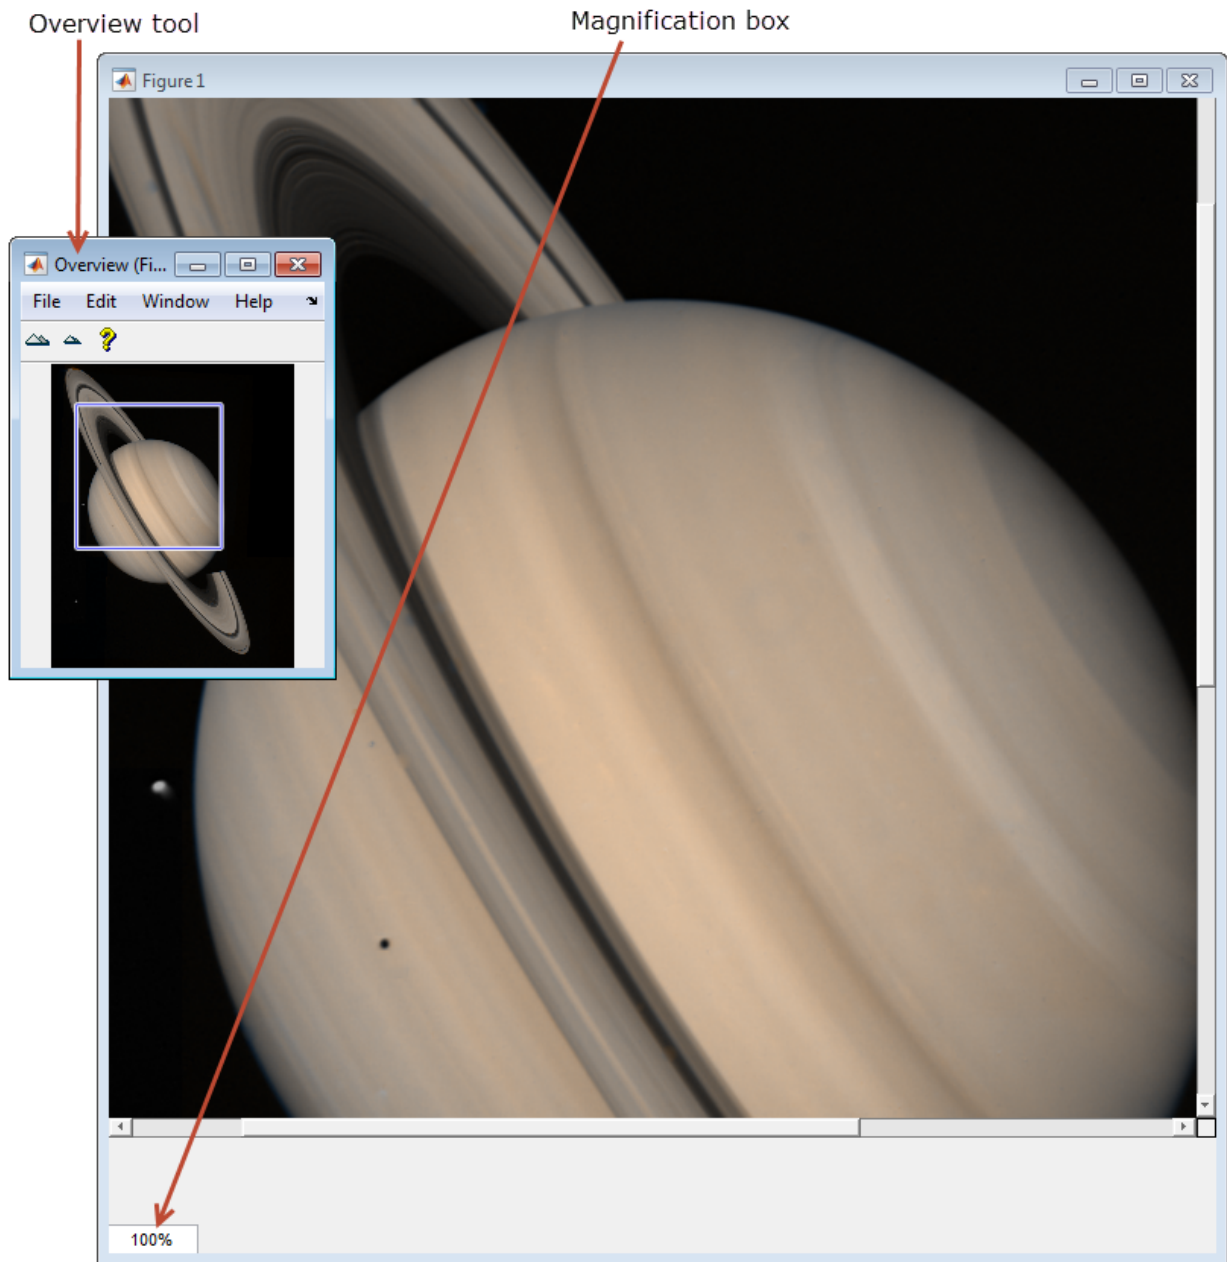 Overview tool
Magnification box
Figure 1
Overview (Fi...
File Edit Window Help
?
100%